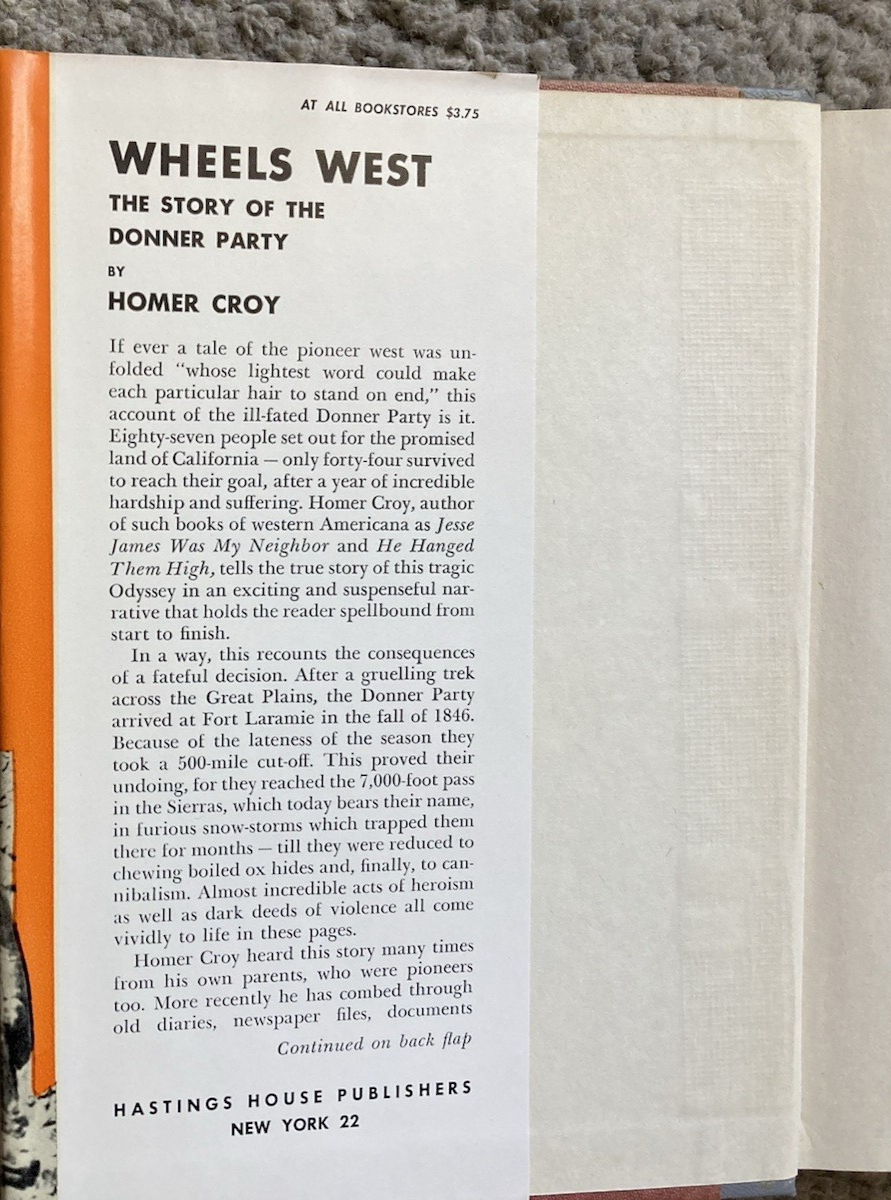 AT ALL BOOKSTORES $3.75
WHEELS WEST
THE STORY OF THE
DONNER PARTY
BY
HOMER CROY
If ever a tale of the pioneer west was un-
folded “whose lightest word could make
each particular hair to stand on end,” this
account of the ill-fated Donner Party is it.
Eighty-seven people set out for the promised
land of California — only forty-four survived
to reach their goal, after a year of incredible
hardship and suffering. Homer Croy, author
of such books of western Americana as Jesse
James Was My Neighbor and He Hanged
Them High, tells the true story of this tragic
Odyssey in an exciting and suspenseful nar-
rative that holds the reader spellbound from
start to finish.
In a way, this recounts the consequences
of a fateful decision. After a gruelling trek
across the Great Plains, the Donner Party
arrived at Fort Laramie in the fall of 1846.
Because of the lateness of the season they
took a 500-mile cut-off. This proved their
undoing, for they reached the 7,000-foot pass
in the Sierras, which today bears their name,
in furious snow-storms which trapped them
there for months — till they were reduced to
chewing boiled ox hides and, finally, to can-
nibalism. Almost incredible acts of heroism
as well as dark deeds of violence all come
vividly to life in these pages.
Homer Croy heard this story many times
from his own parents, who were pioneers
too. More recently he has combed through
old diaries, newspaper files, documents
Continued on back flap
HASTINGS HOUSE PUBLISHERS
NEW YORK 22